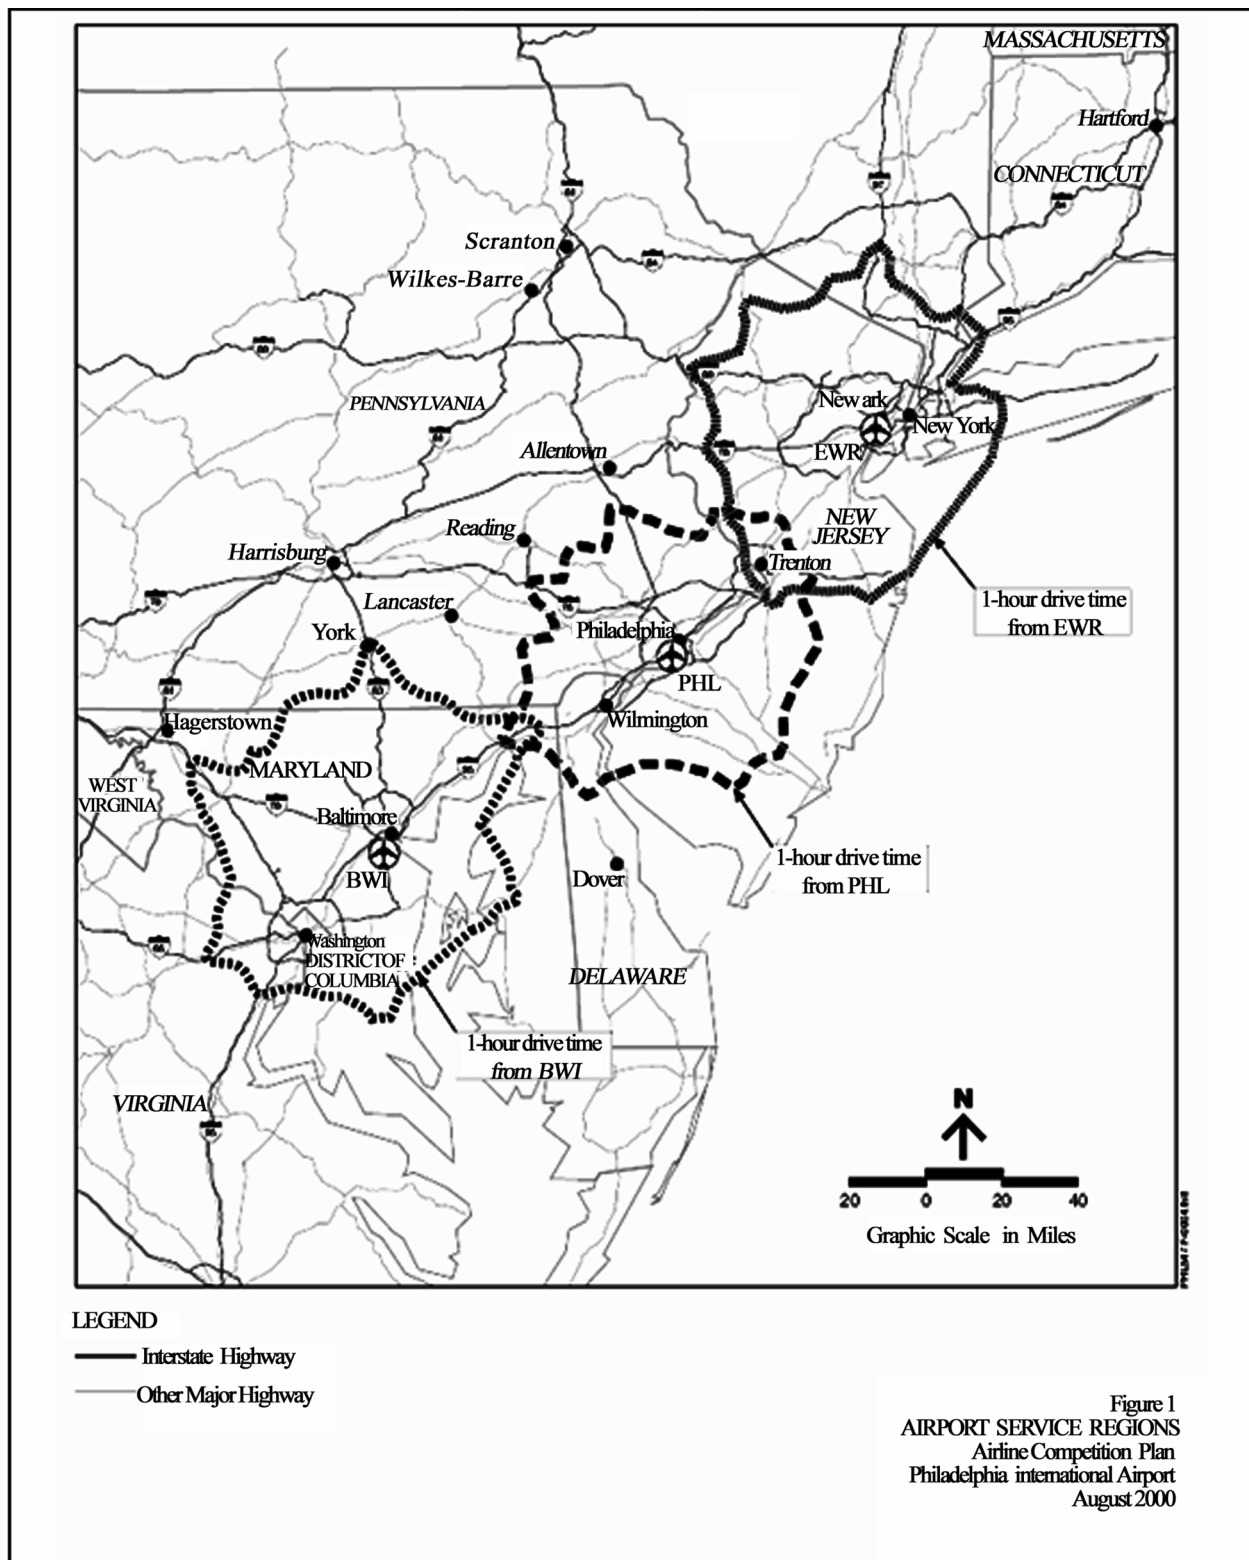 MASSACHUSETTS
Hartford
CONNECTICUT
Scranton
Wilkes-Barre
PENNSYLVANIA
Newark
New York
EWR
Allentown
NEW
JERSEY
Reading
Harrisburg
Trenton
Lancaster
1-hour drive time
from EWR
York
Philadelphia
PHL
Hagerstown
Wilmington
MARYLAND
WEST
VIRGINIA
Baltimore
BWI
1-hour drive time
from PHL
Dover
Washington
DISTRICT OF
COLUMBIA
DELAWARE
1-hour drive time
from BWI
VIRGINIA
N
20 0 20 40
Graphic Scale in Miles
LEGEND
Interstate Highway
Other Major Highway
Figure 1
AIRPORT SERVICE REGIONS
Airline Competition Plan
Philadelphia international Airport
August 2000